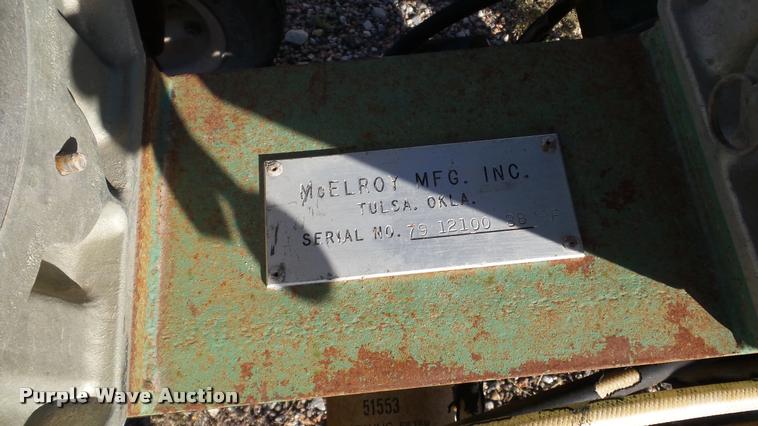 McELROY MFG. INC.
TULSA. OKLA.
SERIAL NO. 79 12100
51553
Purple Wave Auction